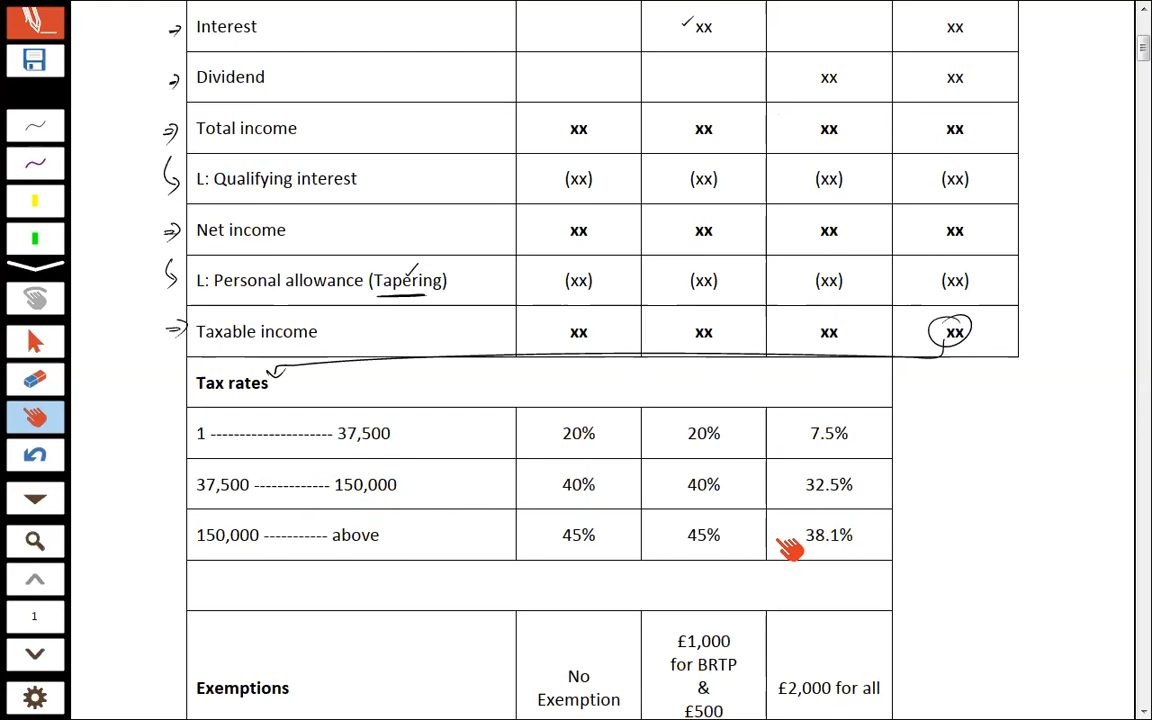 Interest xx xx
Dividend xx xx
Total income xx xx xx xx
L: Qualifying interest (xx) (xx) (xx) (xx)
Net income xx xx xx xx
L: Personal allowance (Tapering) (xx) (xx) (xx) (xx)
Taxable income xx xx xx xx
Tax rates
1 --------------------- 37,500 20% 20% 7.5%
37,500 ------------- 150,000 40% 40% 32.5%
150,000 ----------- above 45% 45% 38.1%
Exemptions No Exemption £1,000 for BRTP & £500 £2,000 for all
1